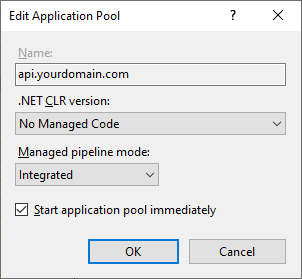 Edit Application Pool
?
Name:
api.yourdomain.com
.NET CLR version:
No Managed Code
Managed pipeline mode:
Integrated
Start application pool immediately
OK
Cancel